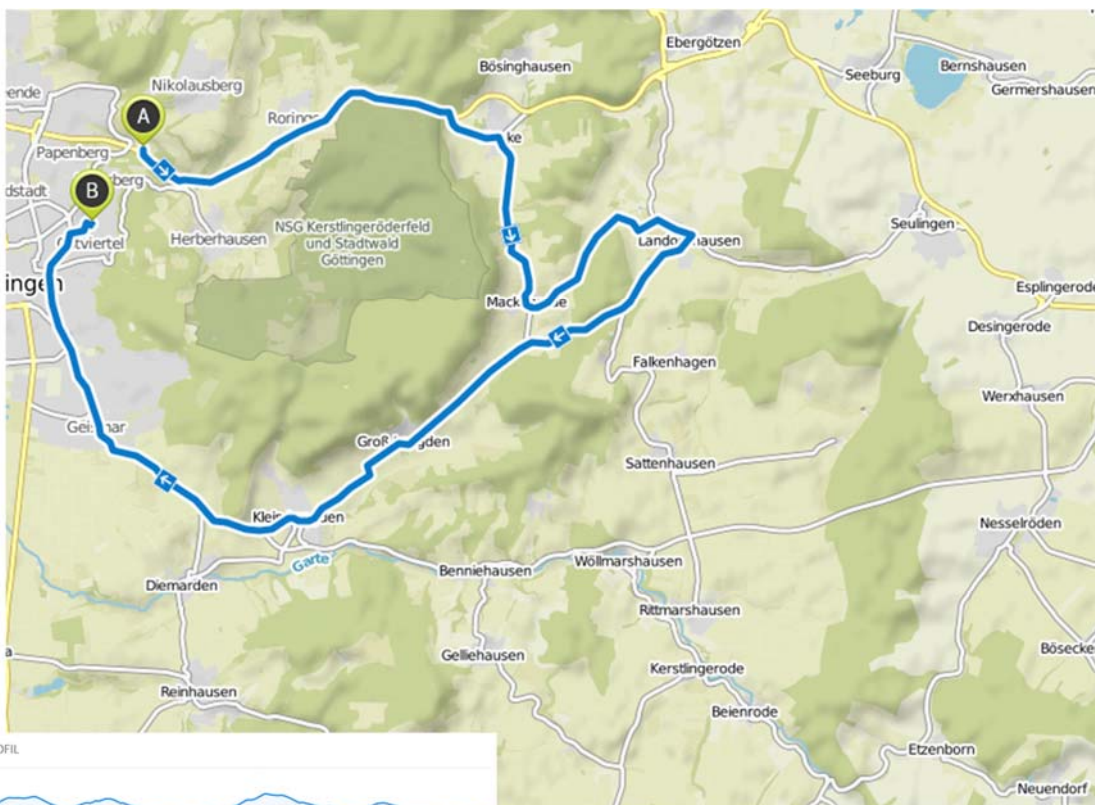 Ebergötzen
Bösinghausen
Bernshausen
Seeburg
Nikolausberg
Germershausen
A
Papenberg
B
Seulingen
Herberhausen
NSG Kerstlingeröderfeld
und Stadtwald
Göttingen
Esplingerode
Desingerode
Falkenhagen
Werxhausen
Sattenhausen
Nesselröden
Garte
Wöllmarshausen
Benniehausen
Diemarden
Rittmarshausen
Gelliehausen
Kerstlingerode
Reinhausen
Beienrode
Etzenborn
Neuendorf